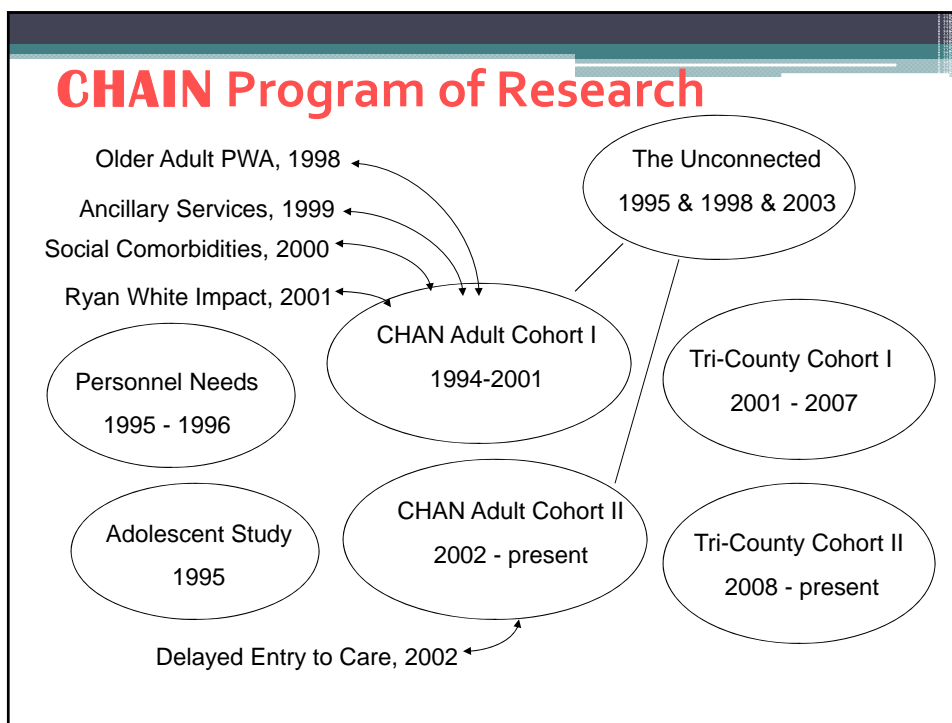 CHAIN Program of Research
Older Adult PWA, 1998
Ancillary Services, 1999
Social Comorbidities, 2000
Ryan White Impact, 2001
The Unconnected
1995 & 1998 & 2003
CHAN Adult Cohort I
1994-2001
Personnel Needs
1995 - 1996
Tri-County Cohort I
2001 - 2007
Adolescent Study
1995
CHAN Adult Cohort II
2002 - present
Tri-County Cohort II
2008 - present
Delayed Entry to Care, 2002